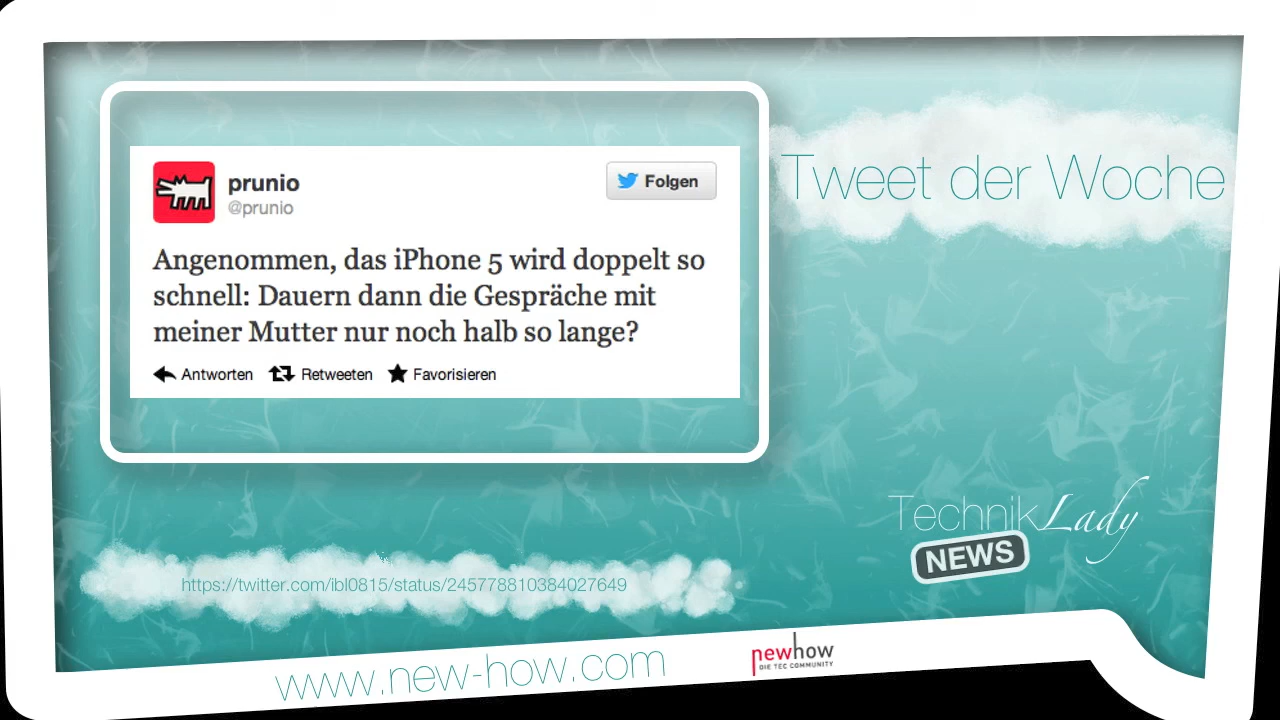 prunio
@prunio
Folgen
Angenommen, das iPhone 5 wird doppelt so
schnell: Dauern dann die Gespräche mit
meiner Mutter nur noch halb so lange?
Antworten Retweeten Favorisieren
Tweet der Woche
TechnikLady
NEWS
https://twitter.com/ibl0815/status/245778810384027649
www.new-how.com
newhow
DIE TEC COMMUNITY